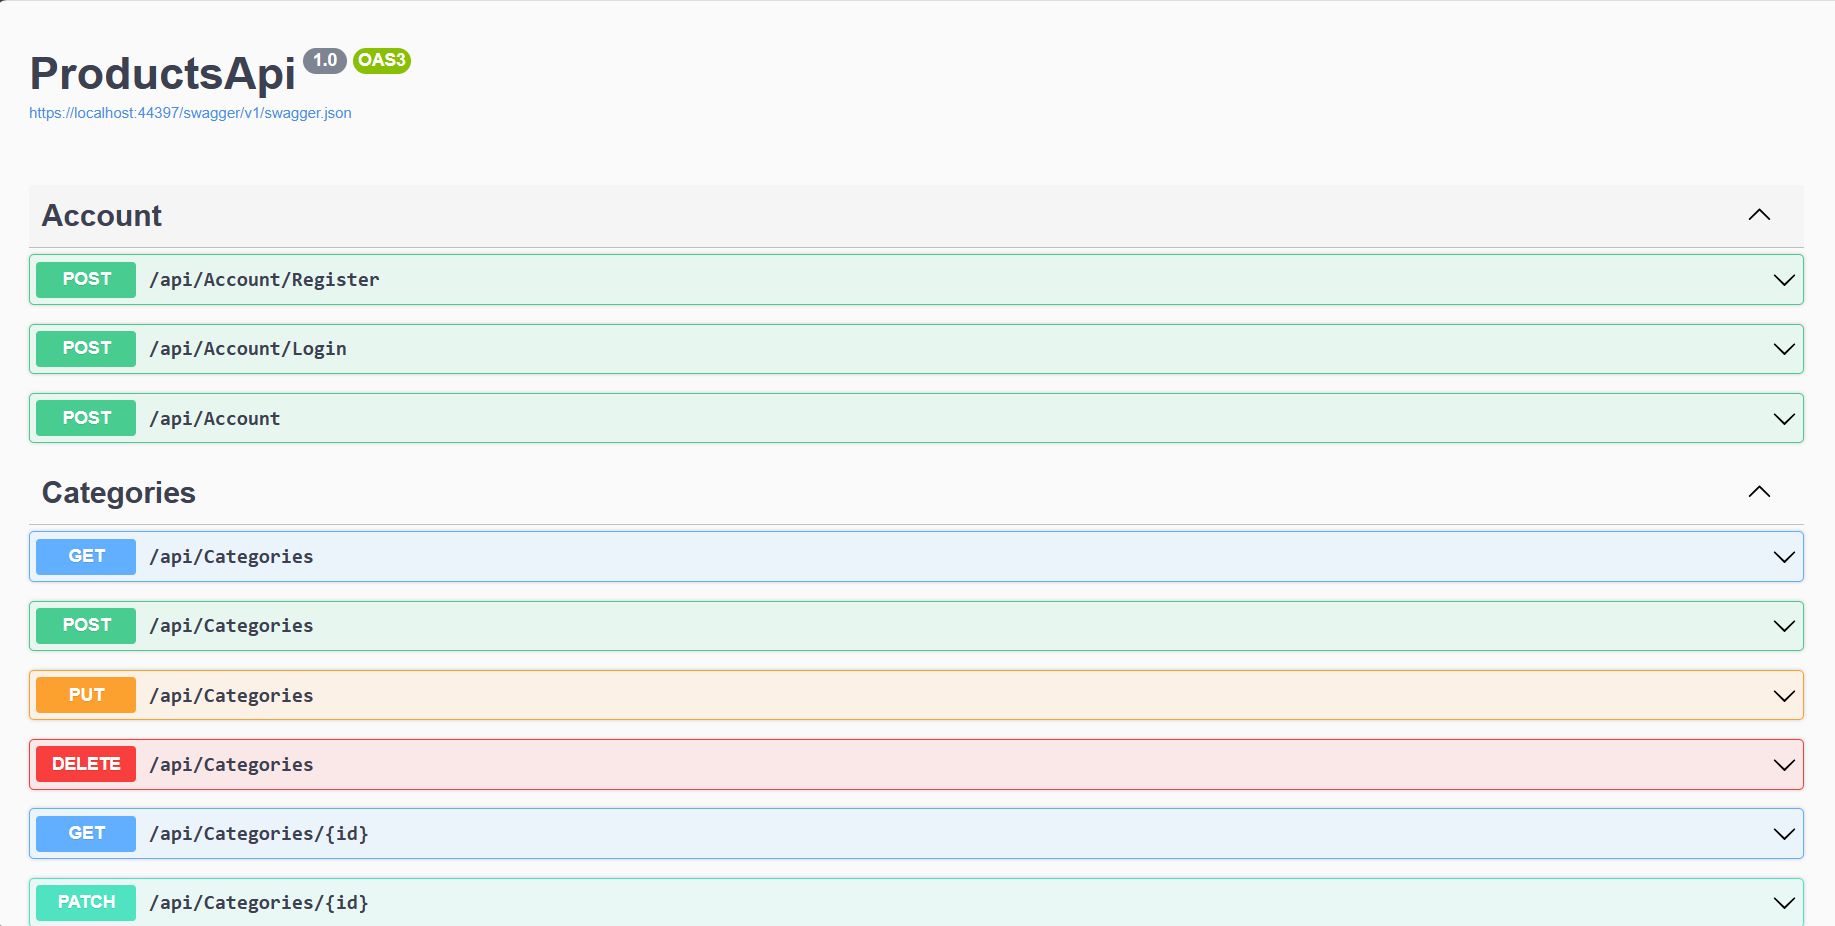 ProductsApi 1.0 OAS3
https://localhost:44397/swagger/v1/swagger.json
Account
POST /api/Account/Register
POST /api/Account/Login
POST /api/Account
Categories
GET /api/Categories
POST /api/Categories
PUT /api/Categories
DELETE /api/Categories
GET /api/Categories/{id}
PATCH /api/Categories/{id}